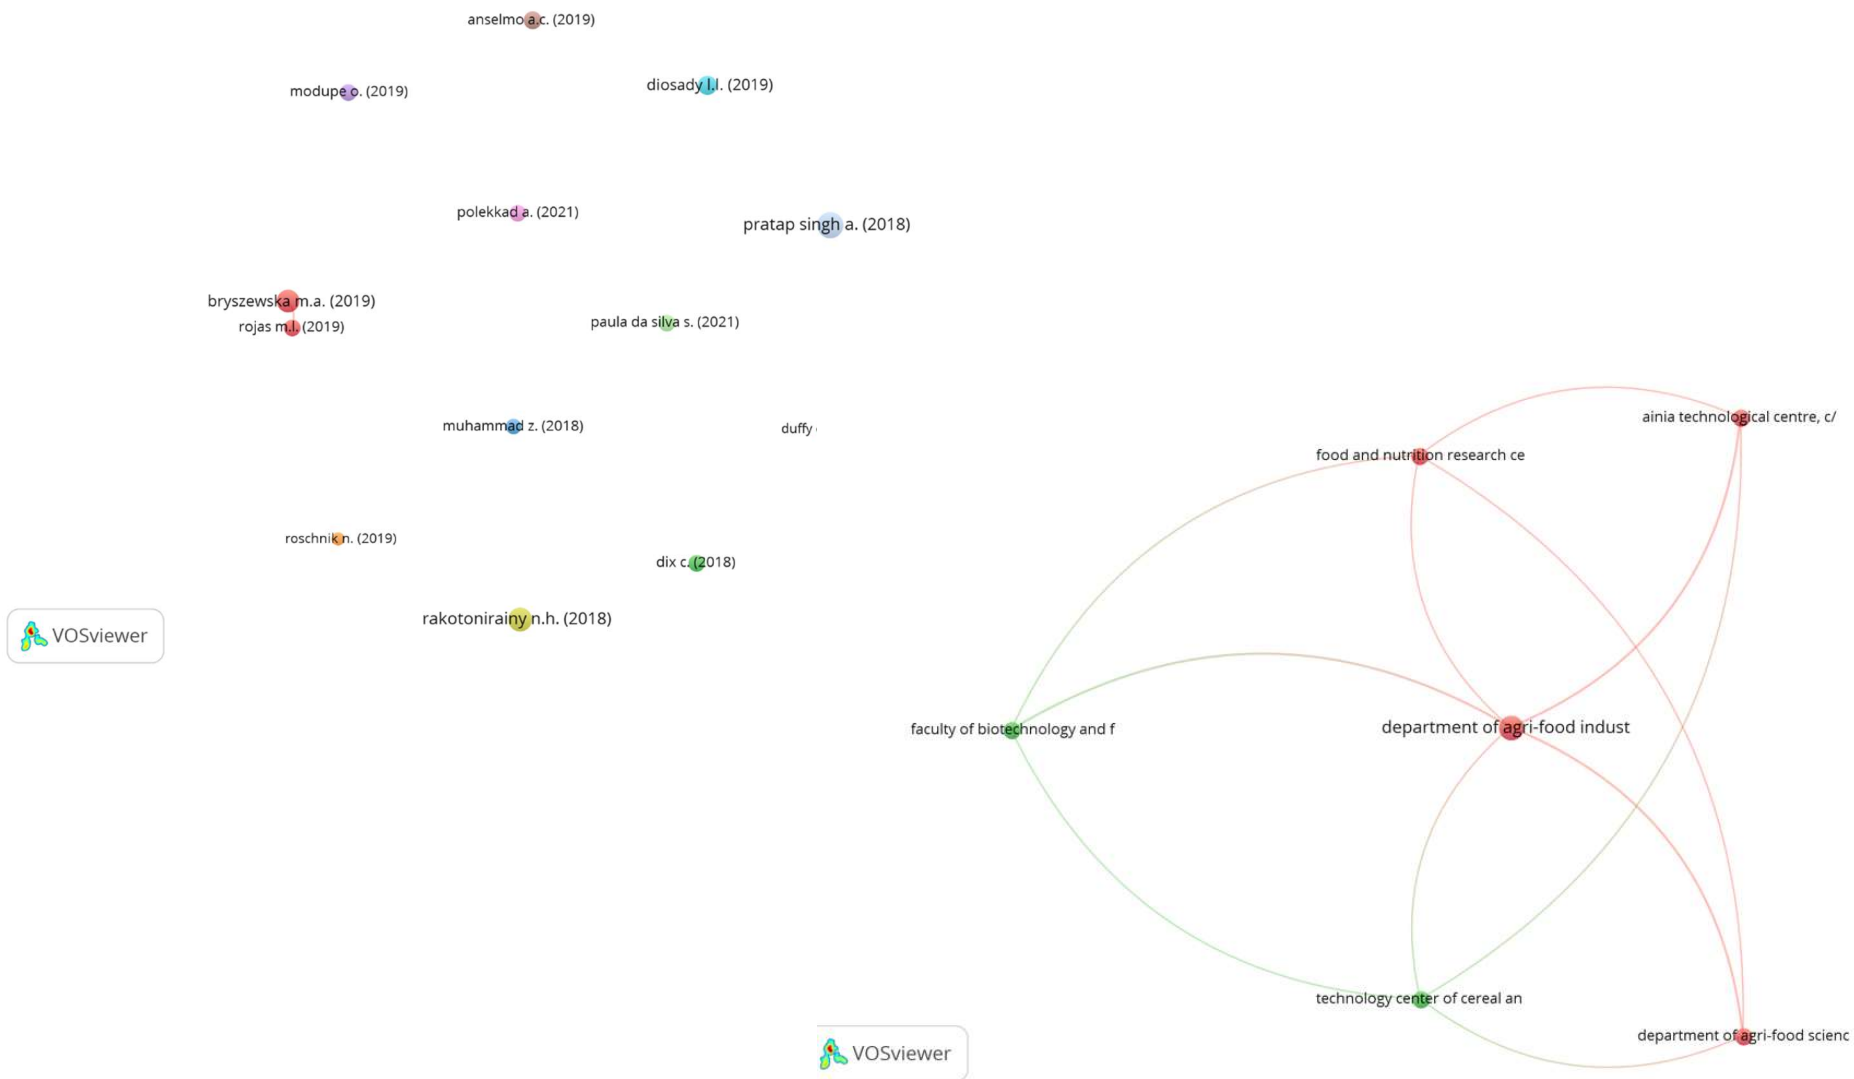 anselmo a.c. (2019)
modupe o. (2019)
diosady l.l. (2019)
polekkad a. (2021)
pratap singh a. (2018)
bryszewska m.a. (2019)
rojas m.l. (2019)
paula da silva s. (2021)
muhammad z. (2018)
duffy
roschnik n. (2019)
dix c. (2018)
rakotonirainy n.h. (2018)
VOSviewer
ainia technological centre, c/
food and nutrition research ce
faculty of biotechnology and f
department of agri-food indust
technology center of cereal an
department of agri-food scienc
VOSviewer